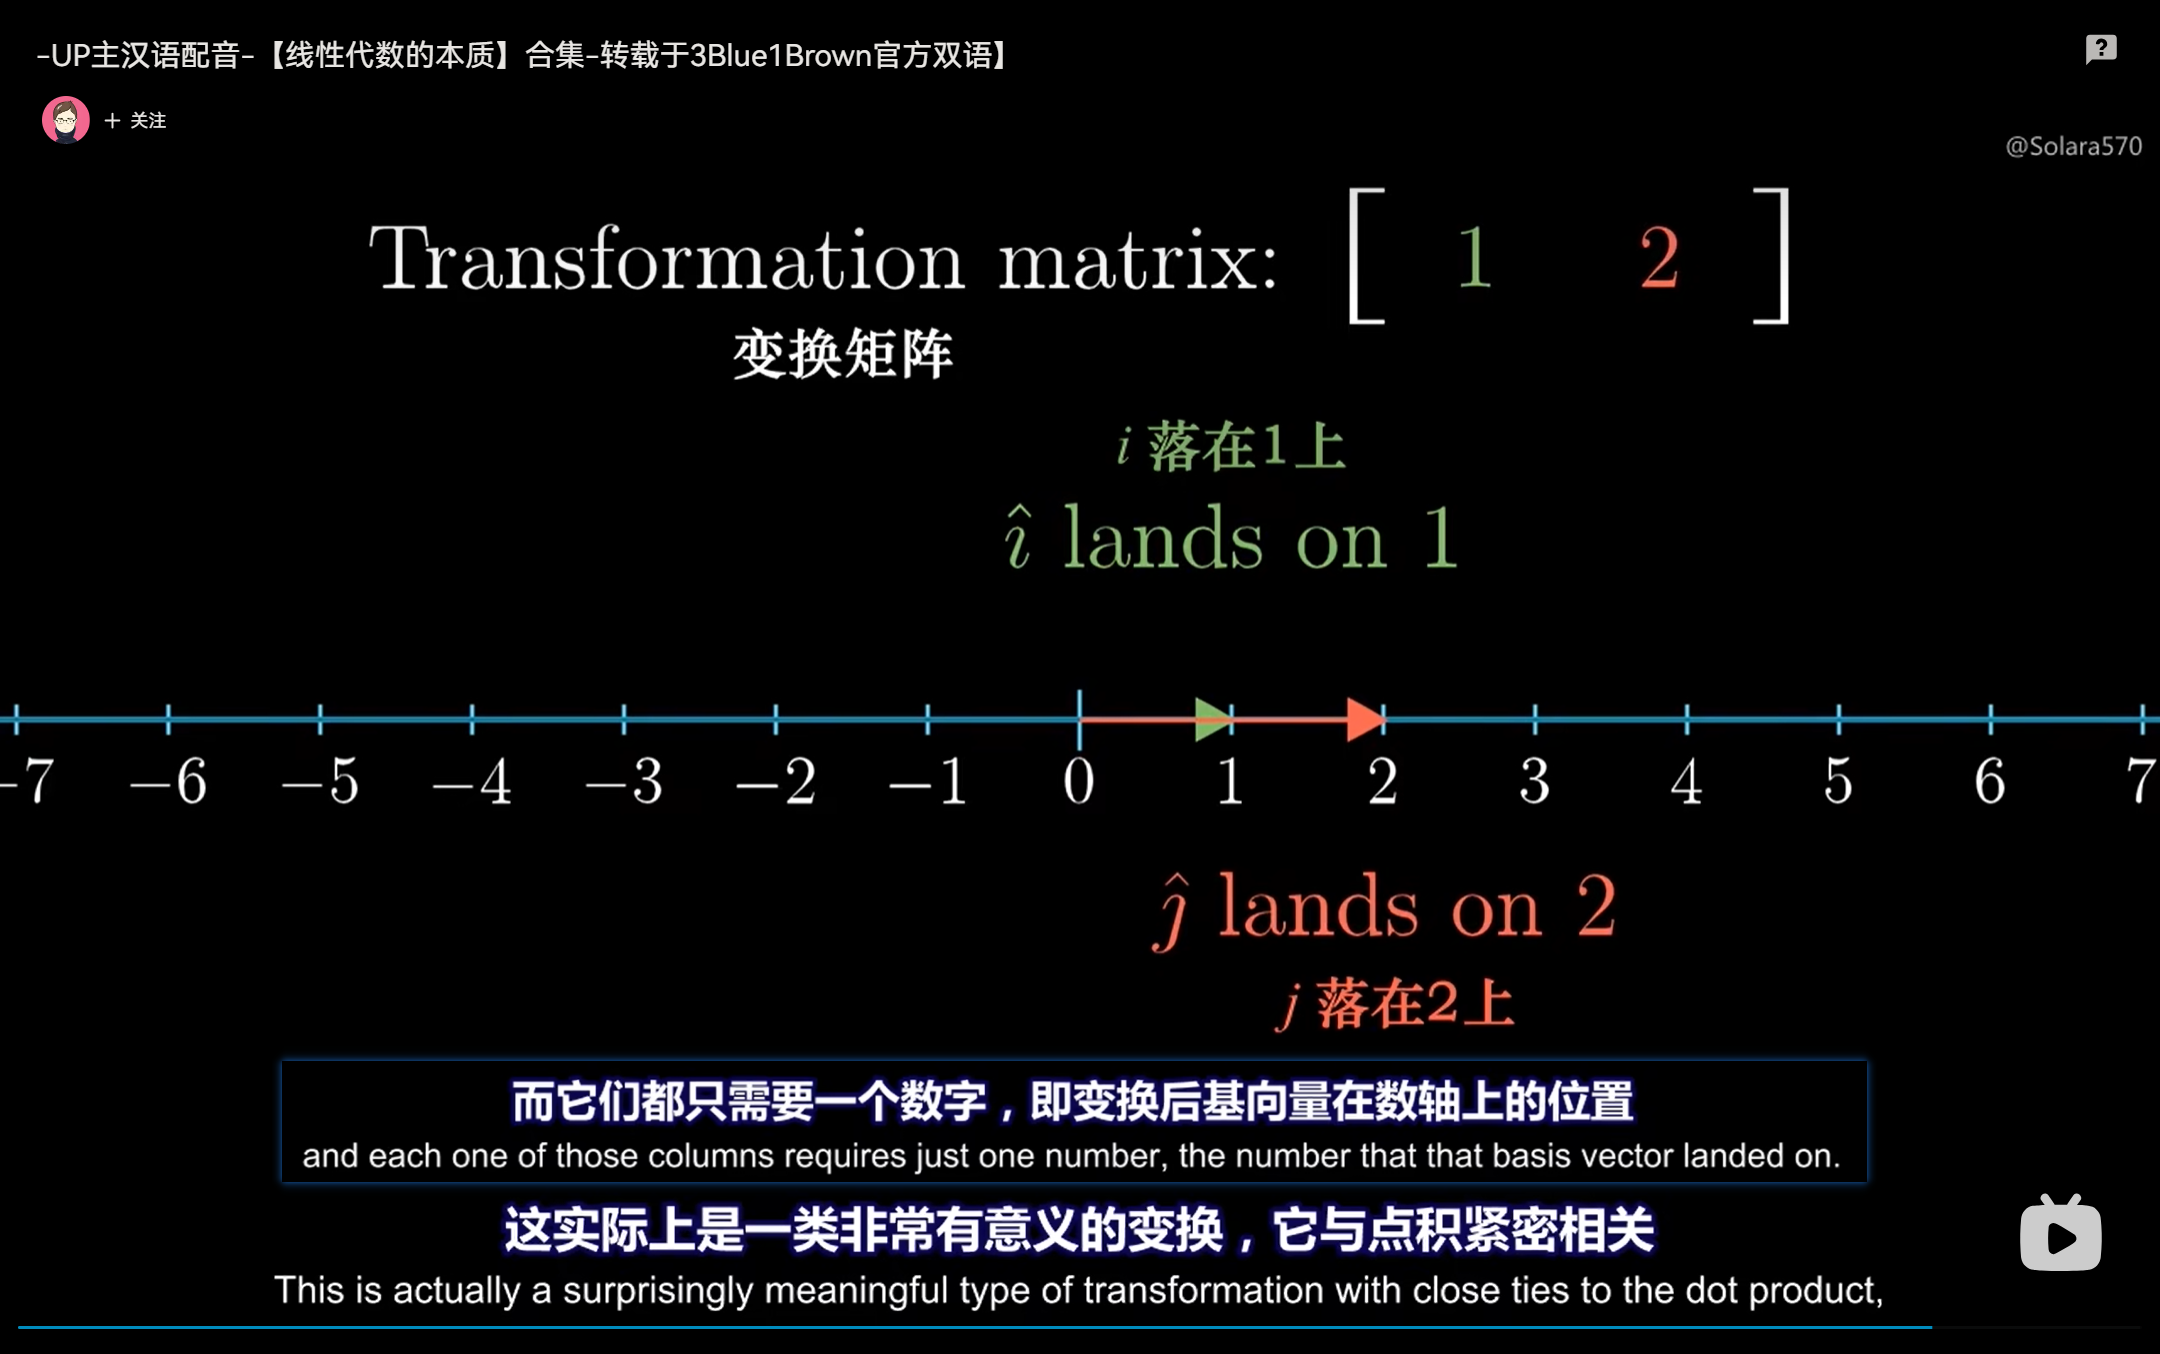 -UP主汉语配音-【线性代数的本质】合集-转载于3Blue1Brown官方双语】
+ 关注
@Solara570
Transformation matrix: [ 1 2 ]
变换矩阵
i 落在1上
î lands on 1
-7 -6 -5 -4 -3 -2 -1 0 1 2 3 4 5 6 7
ĵ lands on 2
j 落在2上
而它们都只需要一个数字，即变换后基向量在数轴上的位置
and each one of those columns requires just one number, the number that that basis vector landed on.
这实际上是一类非常有意义的变换，它与点积紧密相关
This is actually a surprisingly meaningful type of transformation with close ties to the dot product,